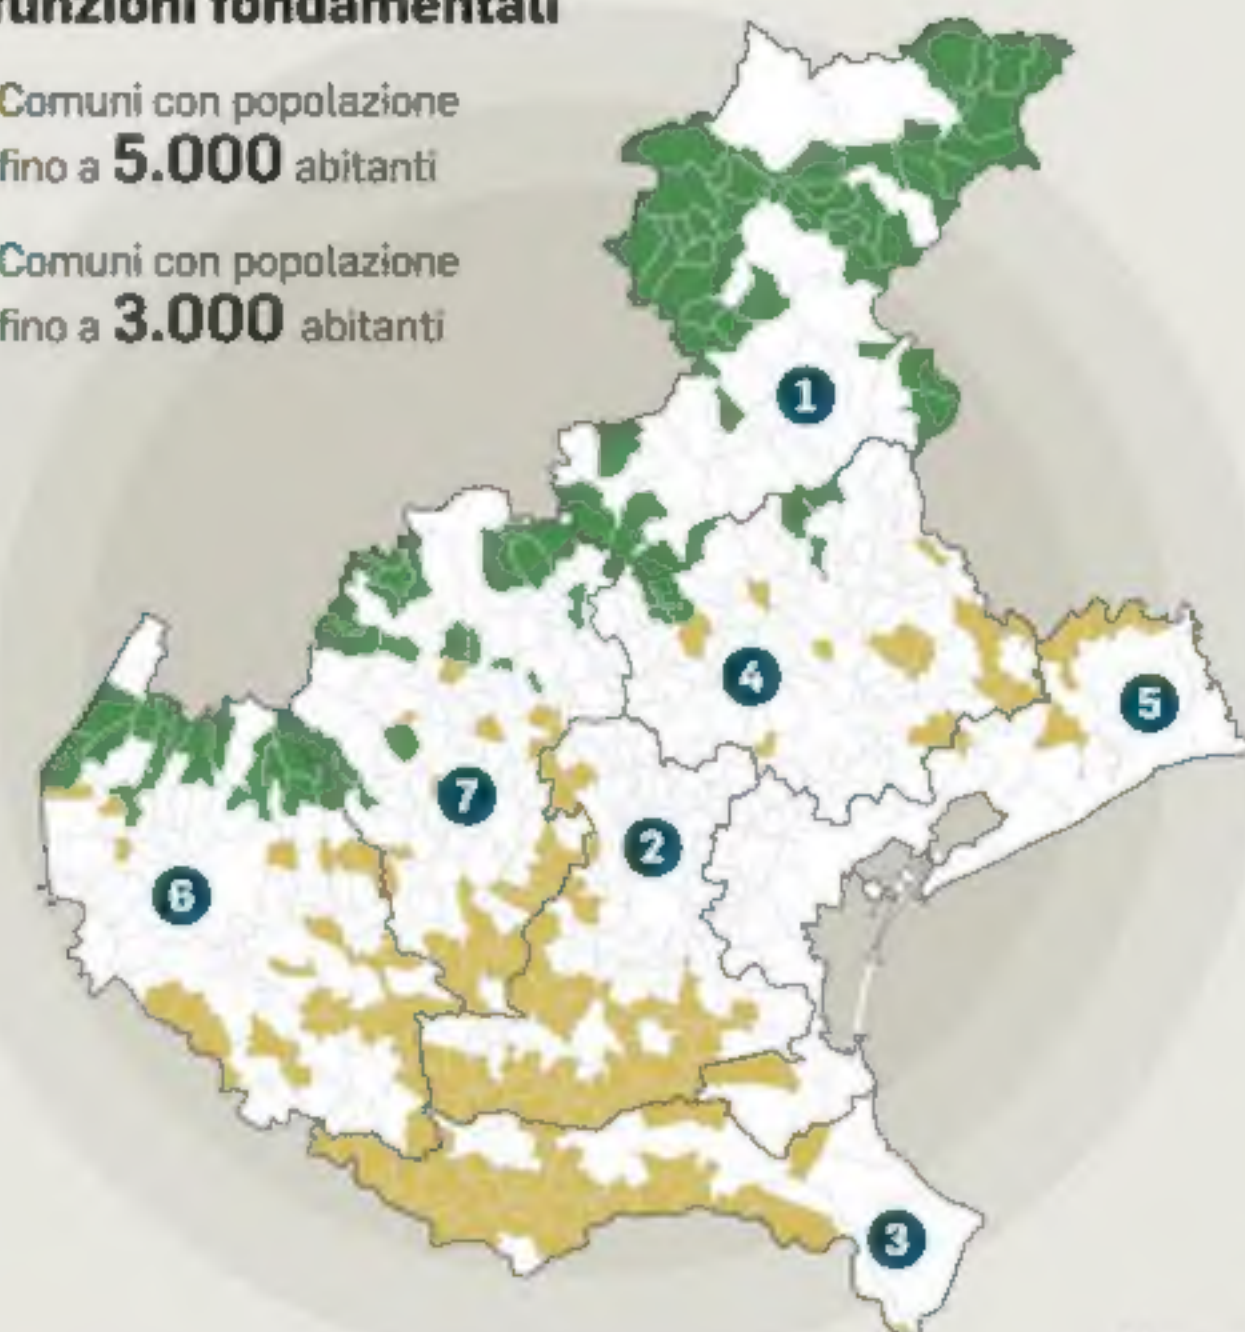 funzioni fondamentali
Comuni con popolazione
fino a 5.000 abitanti
Comuni con popolazione
fino a 3.000 abitanti
1
4
5
7
2
6
3